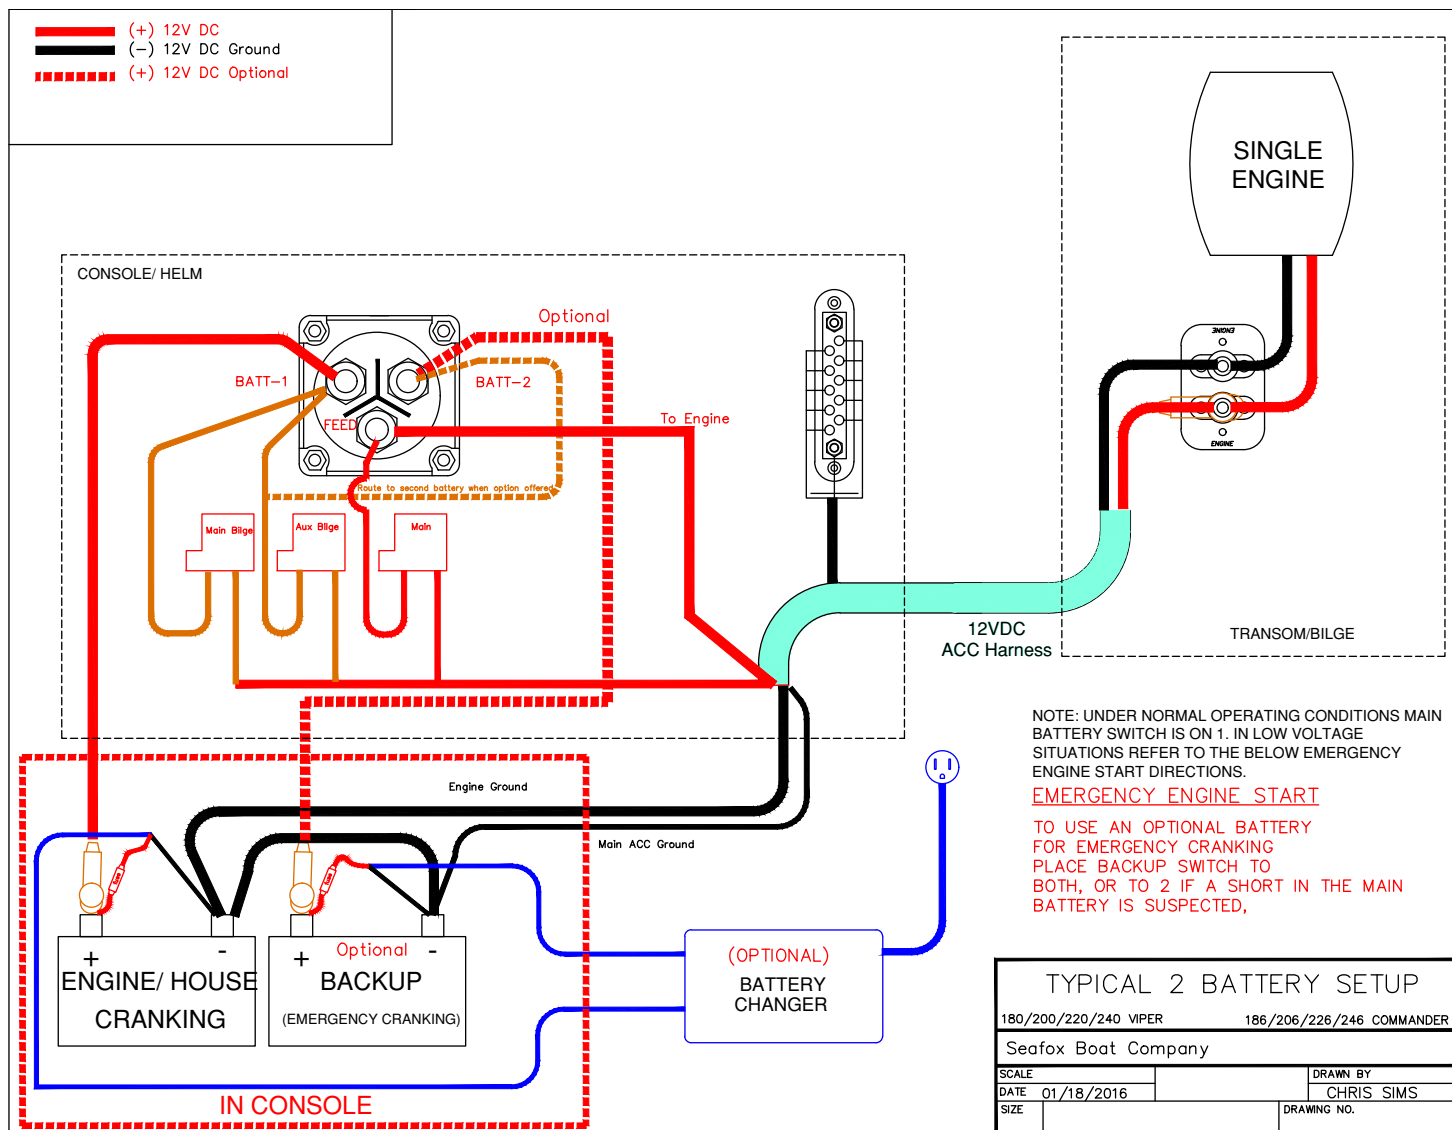 (+) 12V DC
(-) 12V DC Ground
(+) 12V DC Optional
SINGLE
ENGINE
CONSOLE/ HELM
Optional
BATT-1
BATT-2
FEED
To Engine
Route to second battery when option offered
Main Bilge
Aux Bilge
Main
ENGINE
ENGINE
12VDC
ACC Harness
TRANSOM/BILGE
NOTE: UNDER NORMAL OPERATING CONDITIONS MAIN
BATTERY SWITCH IS ON 1. IN LOW VOLTAGE
SITUATIONS REFER TO THE BELOW EMERGENCY
ENGINE START DIRECTIONS.
EMERGENCY ENGINE START
TO USE AN OPTIONAL BATTERY
FOR EMERGENCY CRANKING
PLACE BACKUP SWITCH TO
BOTH, OR TO 2 IF A SHORT IN THE MAIN
BATTERY IS SUSPECTED,
Engine Ground
Main ACC Ground
fuse
fuse
+ -
ENGINE/ HOUSE
CRANKING
+ Optional -
BACKUP
(EMERGENCY CRANKING)
(OPTIONAL)
BATTERY
CHANGER
IN CONSOLE
TYPICAL 2 BATTERY SETUP
180/200/220/240 VIPER 186/206/226/246 COMMANDER
Seafox Boat Company
SCALE
DRAWN BY
DATE 01/18/2016
CHRIS SIMS
SIZE
DRAWING NO.